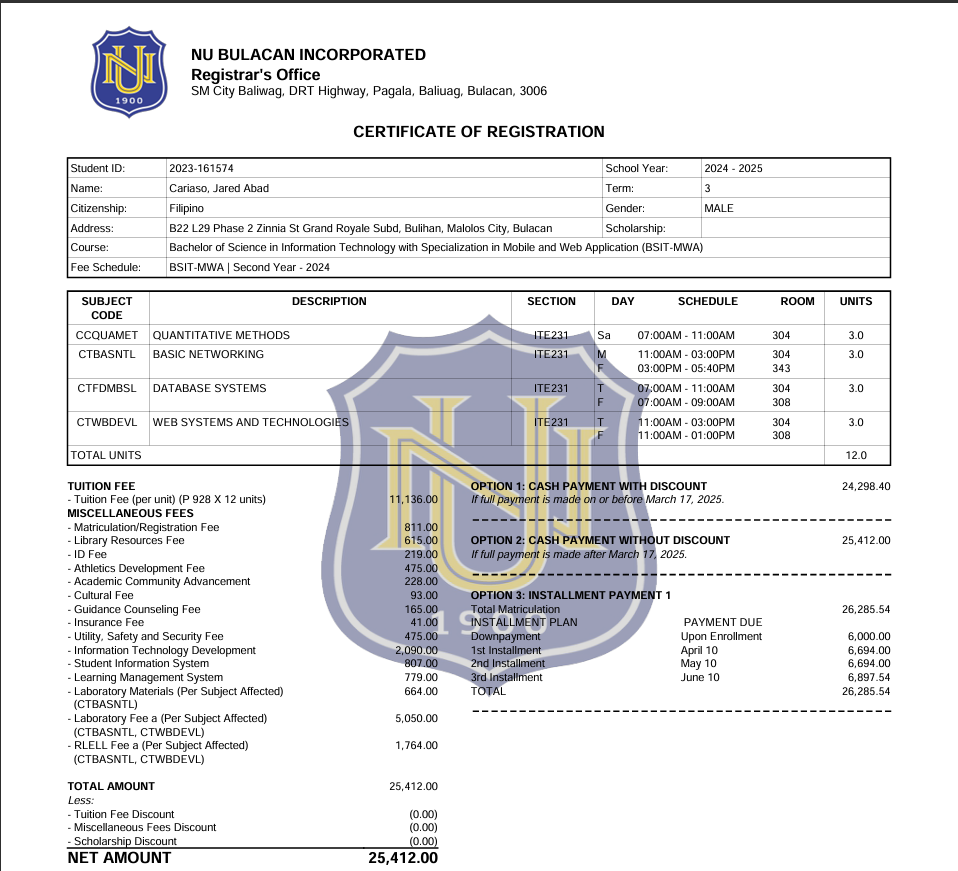 NU BULACAN INCORPORATED
Registrar's Office
SM City Baliwag, DRT Highway, Pagala, Baliuag, Bulacan, 3006
1900
CERTIFICATE OF REGISTRATION
Student ID: 2023-161574 School Year: 2024 - 2025
Name: Cariaso, Jared Abad Term: 3
Citizenship: Filipino Gender: MALE
Address: B22 L29 Phase 2 Zinnia St Grand Royale Subd, Bulihan, Malolos City, Bulacan Scholarship:
Course: Bachelor of Science in Information Technology with Specialization in Mobile and Web Application (BSIT-MWA)
Fee Schedule: BSIT-MWA | Second Year - 2024
SUBJECT CODE DESCRIPTION SECTION DAY SCHEDULE ROOM UNITS
CCQUAMET QUANTITATIVE METHODS ITE231 Sa 07:00AM - 11:00AM 304 3.0
CTBASNTL BASIC NETWORKING ITE231 M 11:00AM - 03:00PM 304 3.0
F 03:00PM - 05:40PM 343
CTFDMBSL DATABASE SYSTEMS ITE231 T 07:00AM - 11:00AM 304 3.0
F 07:00AM - 09:00AM 308
CTWBDEVL WEB SYSTEMS AND TECHNOLOGIES ITE231 T 11:00AM - 03:00PM 304 3.0
F 11:00AM - 01:00PM 308
TOTAL UNITS 12.0
TUITION FEE
- Tuition Fee (per unit) (P 928 X 12 units) 11,136.00
MISCELLANEOUS FEES
- Matriculation/Registration Fee 811.00
- Library Resources Fee 615.00
- ID Fee 219.00
- Athletics Development Fee 475.00
- Academic Community Advancement 228.00
- Cultural Fee 93.00
- Guidance Counseling Fee 165.00
- Insurance Fee 41.00
- Utility, Safety and Security Fee 475.00
- Information Technology Development 2,090.00
- Student Information System 807.00
- Learning Management System 779.00
- Laboratory Materials (Per Subject Affected) 664.00
(CTBASNTL)
- Laboratory Fee a (Per Subject Affected) 5,050.00
(CTBASNTL, CTWBDEVL)
- RLELL Fee a (Per Subject Affected) 1,764.00
(CTBASNTL, CTWBDEVL)
TOTAL AMOUNT 25,412.00
Less:
- Tuition Fee Discount (0.00)
- Miscellaneous Fees Discount (0.00)
- Scholarship Discount (0.00)
NET AMOUNT 25,412.00
OPTION 1: CASH PAYMENT WITH DISCOUNT 24,298.40
If full payment is made on or before March 17, 2025.
OPTION 2: CASH PAYMENT WITHOUT DISCOUNT 25,412.00
If full payment is made after March 17, 2025.
OPTION 3: INSTALLMENT PAYMENT 1
Total Matriculation 26,285.54
INSTALLMENT PLAN PAYMENT DUE
Downpayment Upon Enrollment 6,000.00
1st Installment April 10 6,694.00
2nd Installment May 10 6,694.00
3rd Installment June 10 6,897.54
TOTAL 26,285.54
1900